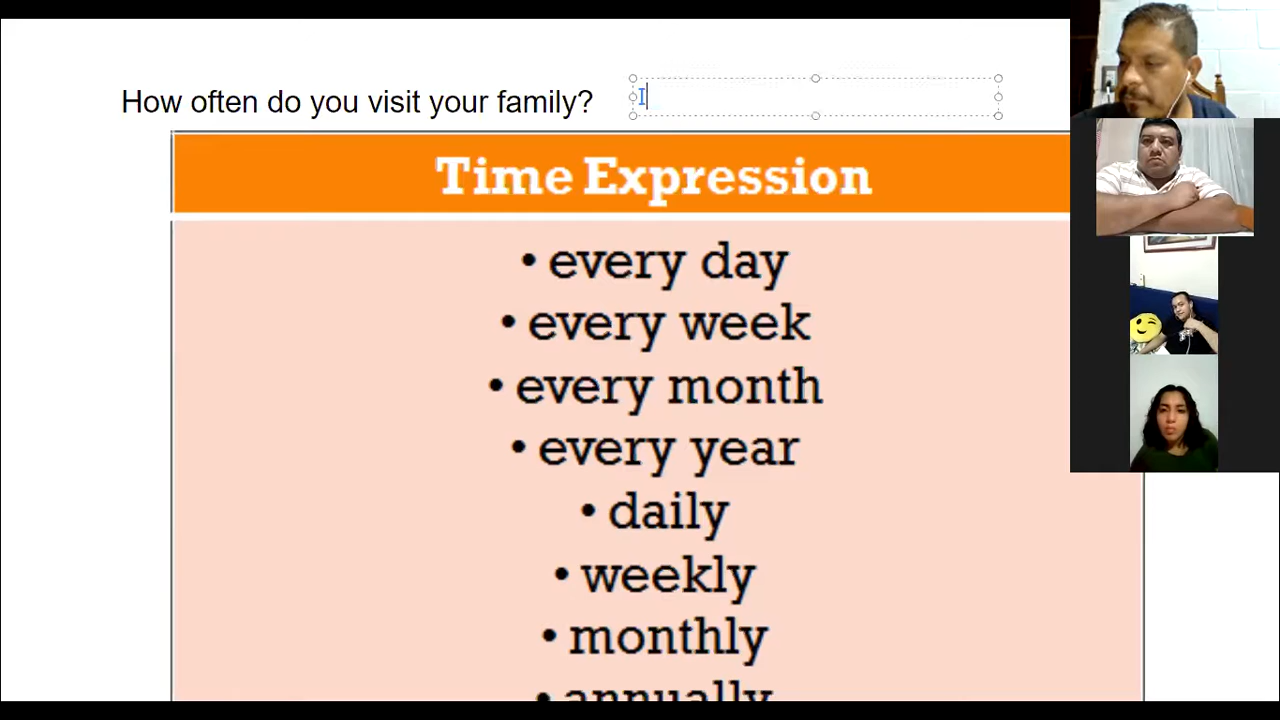 How often do you visit your family? I
Time Expression
• every day
• every week
• every month
• every year
• daily
• weekly
• monthly
• annually